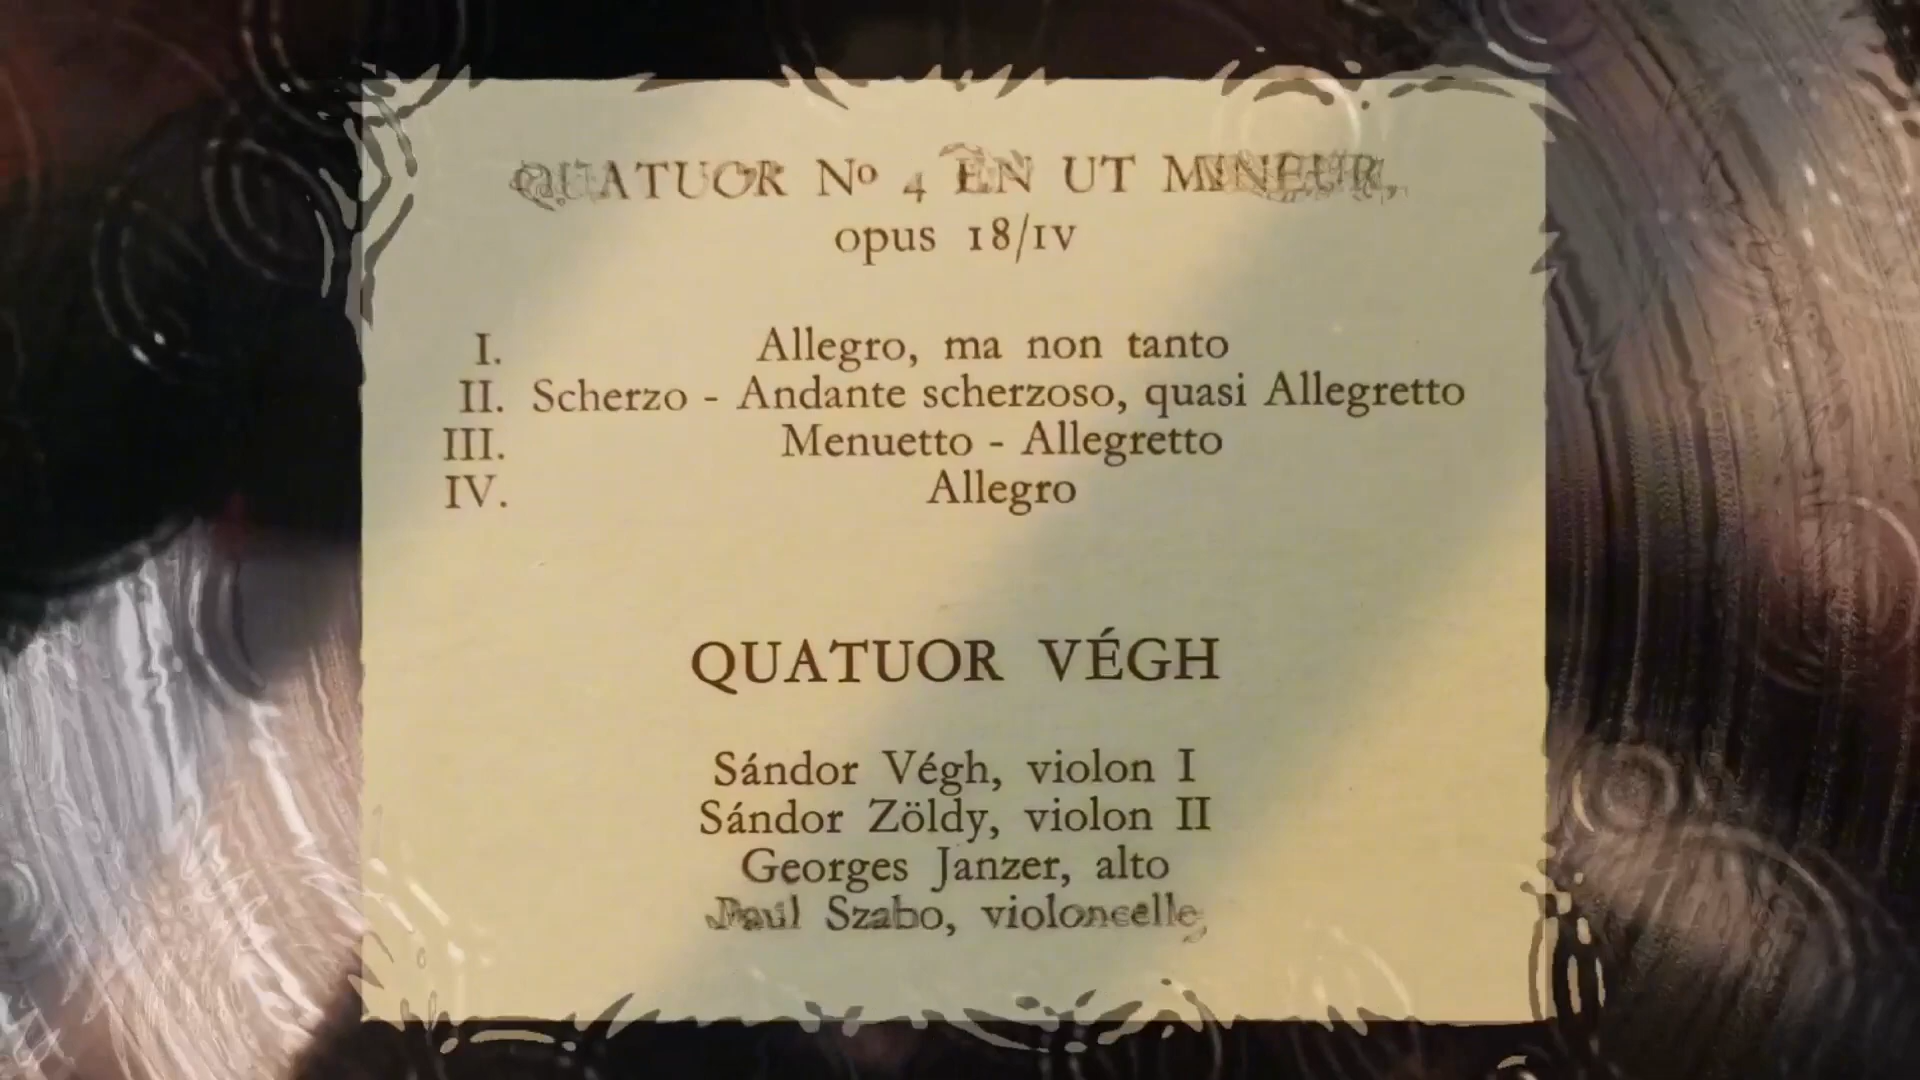 QUATUOR Nº 4 EN UT MINEUR,
opus 18/IV
I. Allegro, ma non tanto
II. Scherzo - Andante scherzoso, quasi Allegretto
III. Menuetto - Allegretto
IV. Allegro
QUATUOR VÉGH
Sándor Végh, violon I
Sándor Zöldy, violon II
Georges Janzer, alto
Paul Szabo, violoncelle